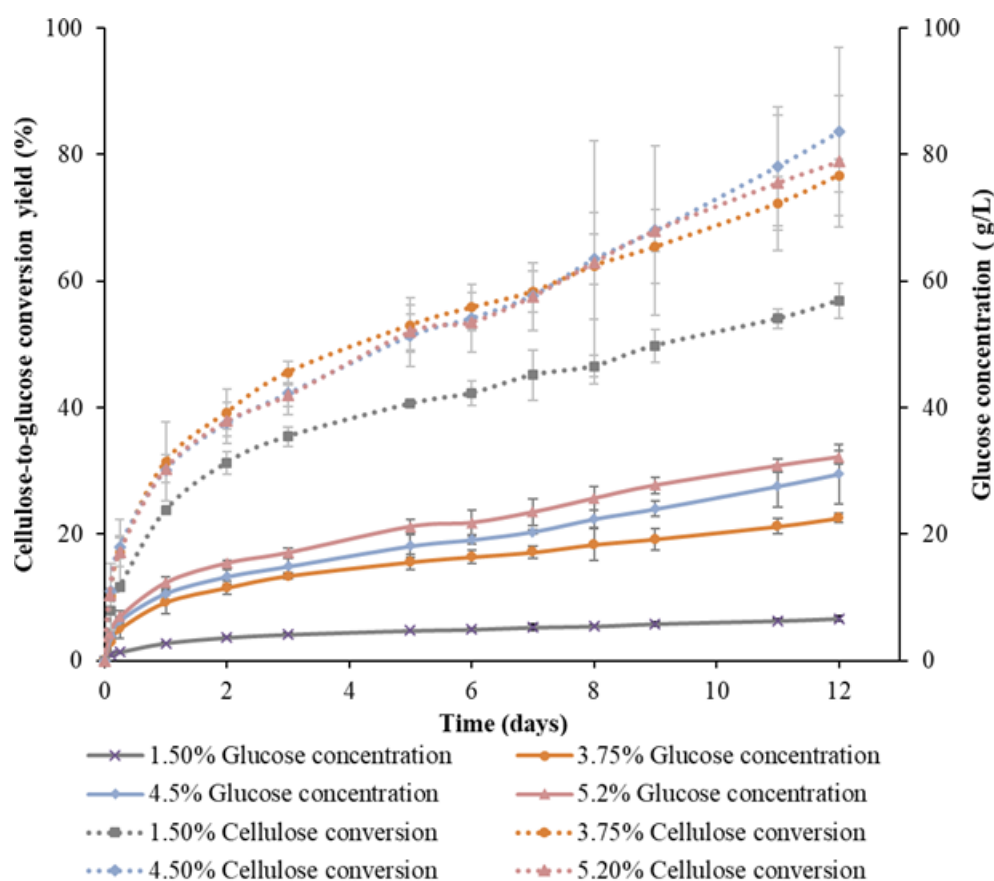 100
80
60
40
20
0
Cellulose-to-glucose conversion yield (%)
100
80
60
40
20
0
Glucose concentration ( g/L)
0 2 4 6 8 10 12
Time (days)
1.50% Glucose concentration 3.75% Glucose concentration
4.5% Glucose concentration 5.2% Glucose concentration
1.50% Cellulose conversion 3.75% Cellulose conversion
4.50% Cellulose conversion 5.20% Cellulose conversion